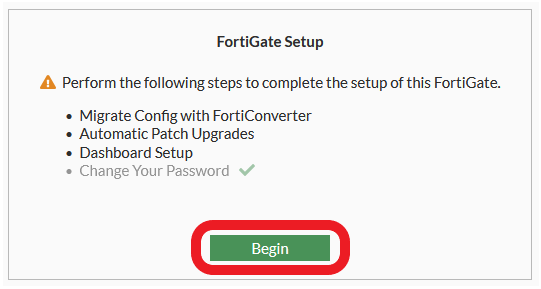 FortiGate Setup
Perform the following steps to complete the setup of this FortiGate.
• Migrate Config with FortiConverter
• Automatic Patch Upgrades
• Dashboard Setup
• Change Your Password
Begin